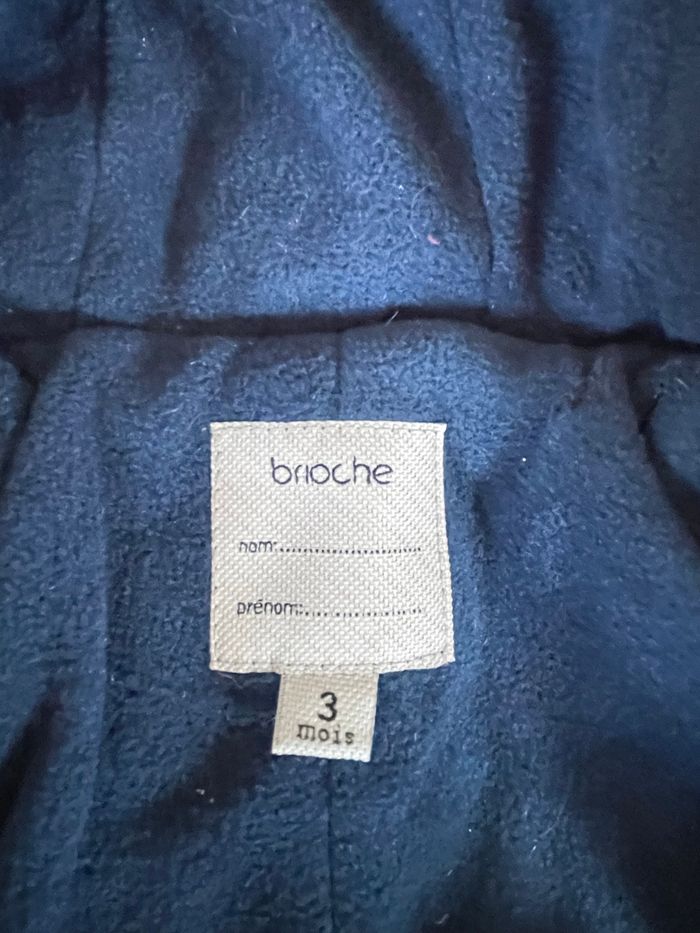 brioche
nom:........................
prénom:.....................
3
mois